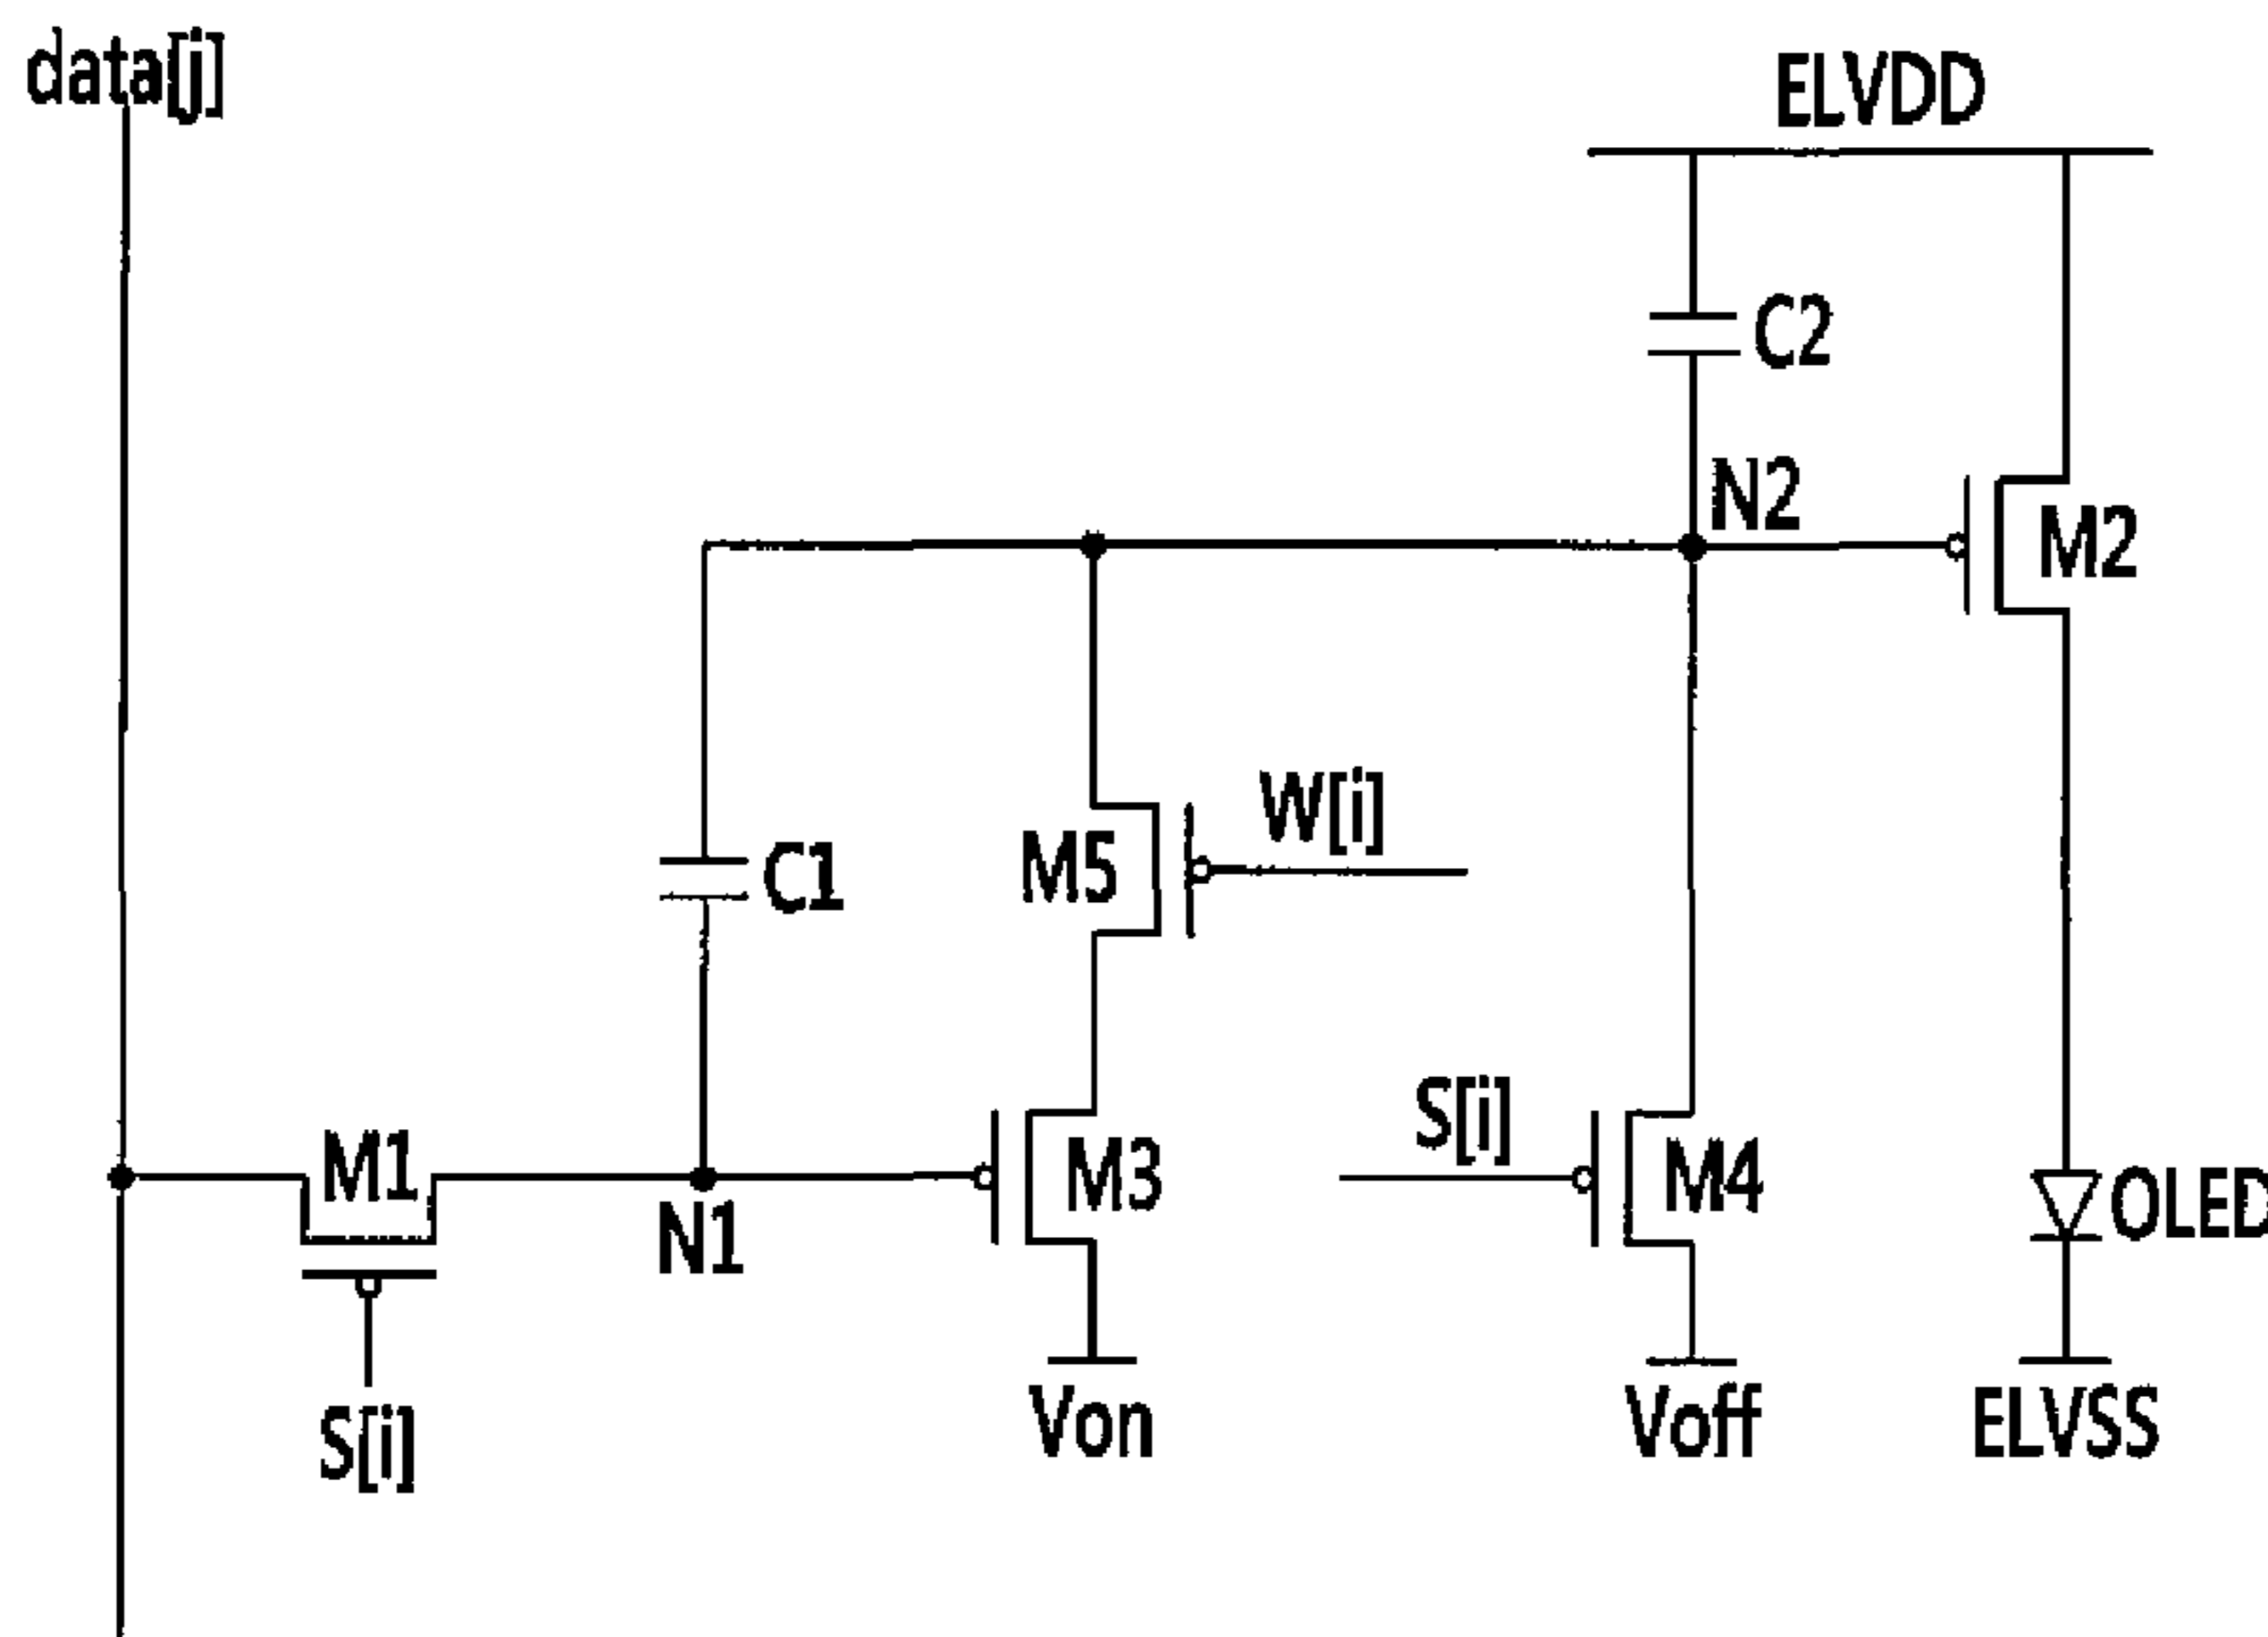 data[j]
ELVDD
C2
N2
M2
W[i]
M5
C1
S[i]
M1
M3
M4
OLED
N1
Von
Voff
ELVSS
S[i]